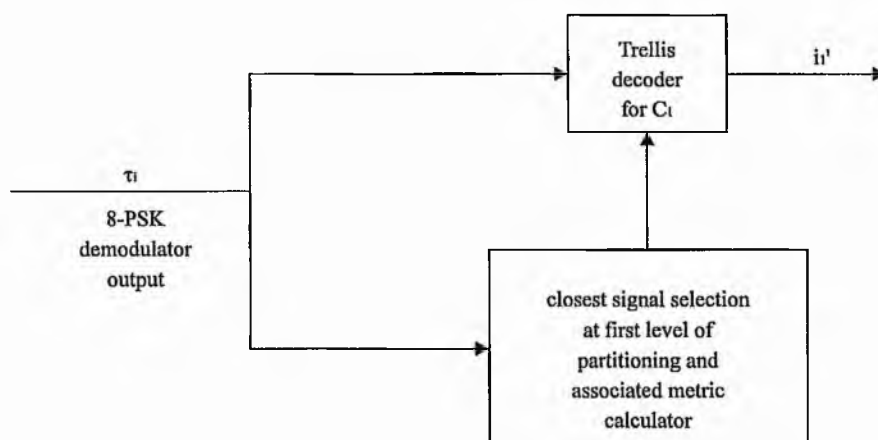 Trellis
decoder
for C₁
i₁'
τ₁
8-PSK
demodulator
output
closest signal selection
at first level of
partitioning and
associated metric
calculator